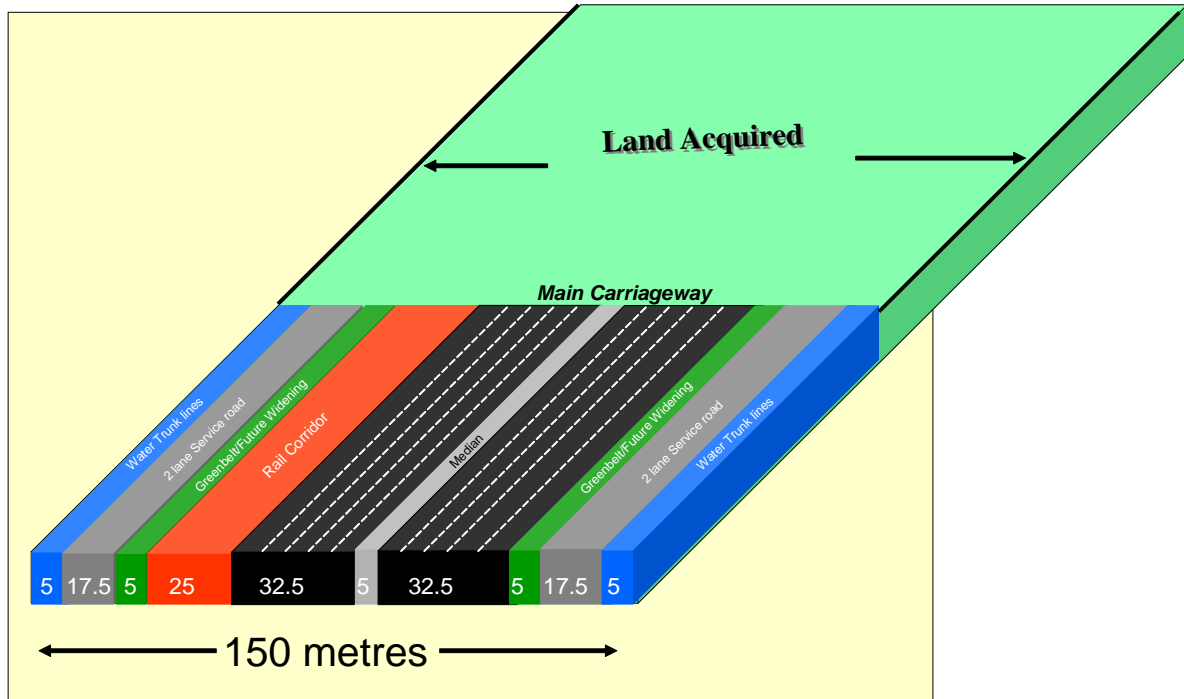 Land Acquired
Main Carriageway
Water Trunk lines
2 lane Service road
Greenbelt/Future Widening
Rail Corridor
Median
Greenbelt/Future Widening
2 lane Service road
Water Trunk lines
5 17.5 5 25 32.5 5 32.5 5 17.5 5
150 metres